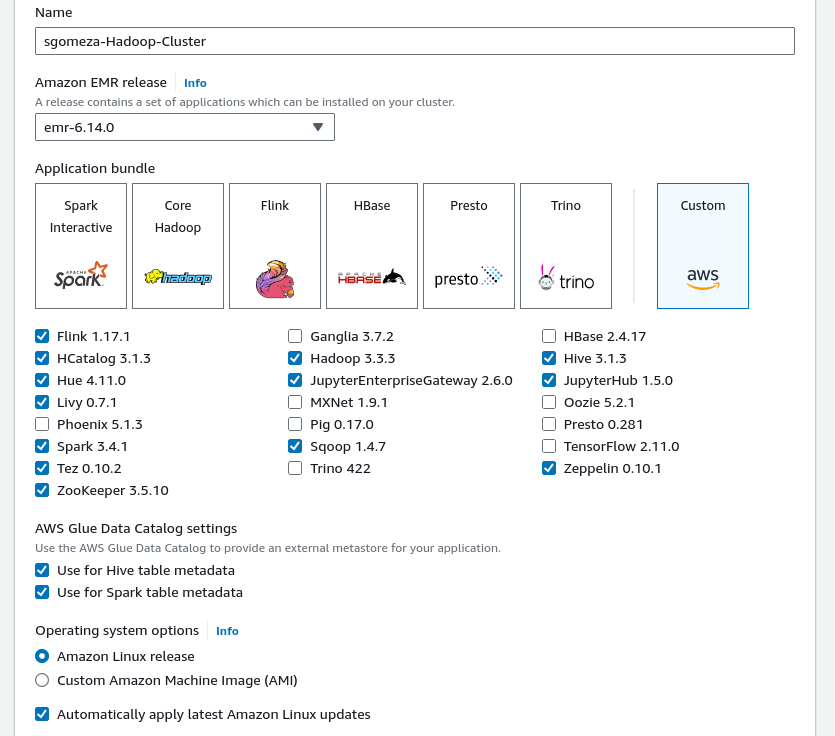 Name
sgomeza-Hadoop-Cluster
Amazon EMR release Info
A release contains a set of applications which can be installed on your cluster.
emr-6.14.0
Application bundle
Spark Interactive
APACHE Spark
Core Hadoop
hadoop
Flink
HBase
APACHE HBASE
Presto
presto
Trino
trino
Custom
aws
Flink 1.17.1 Ganglia 3.7.2 HBase 2.4.17
HCatalog 3.1.3 Hadoop 3.3.3 Hive 3.1.3
Hue 4.11.0 JupyterEnterpriseGateway 2.6.0 JupyterHub 1.5.0
Livy 0.7.1 MXNet 1.9.1 Oozie 5.2.1
Phoenix 5.1.3 Pig 0.17.0 Presto 0.281
Spark 3.4.1 Sqoop 1.4.7 TensorFlow 2.11.0
Tez 0.10.2 Trino 422 Zeppelin 0.10.1
ZooKeeper 3.5.10
AWS Glue Data Catalog settings
Use the AWS Glue Data Catalog to provide an external metastore for your application.
Use for Hive table metadata
Use for Spark table metadata
Operating system options Info
Amazon Linux release
Custom Amazon Machine Image (AMI)
Automatically apply latest Amazon Linux updates